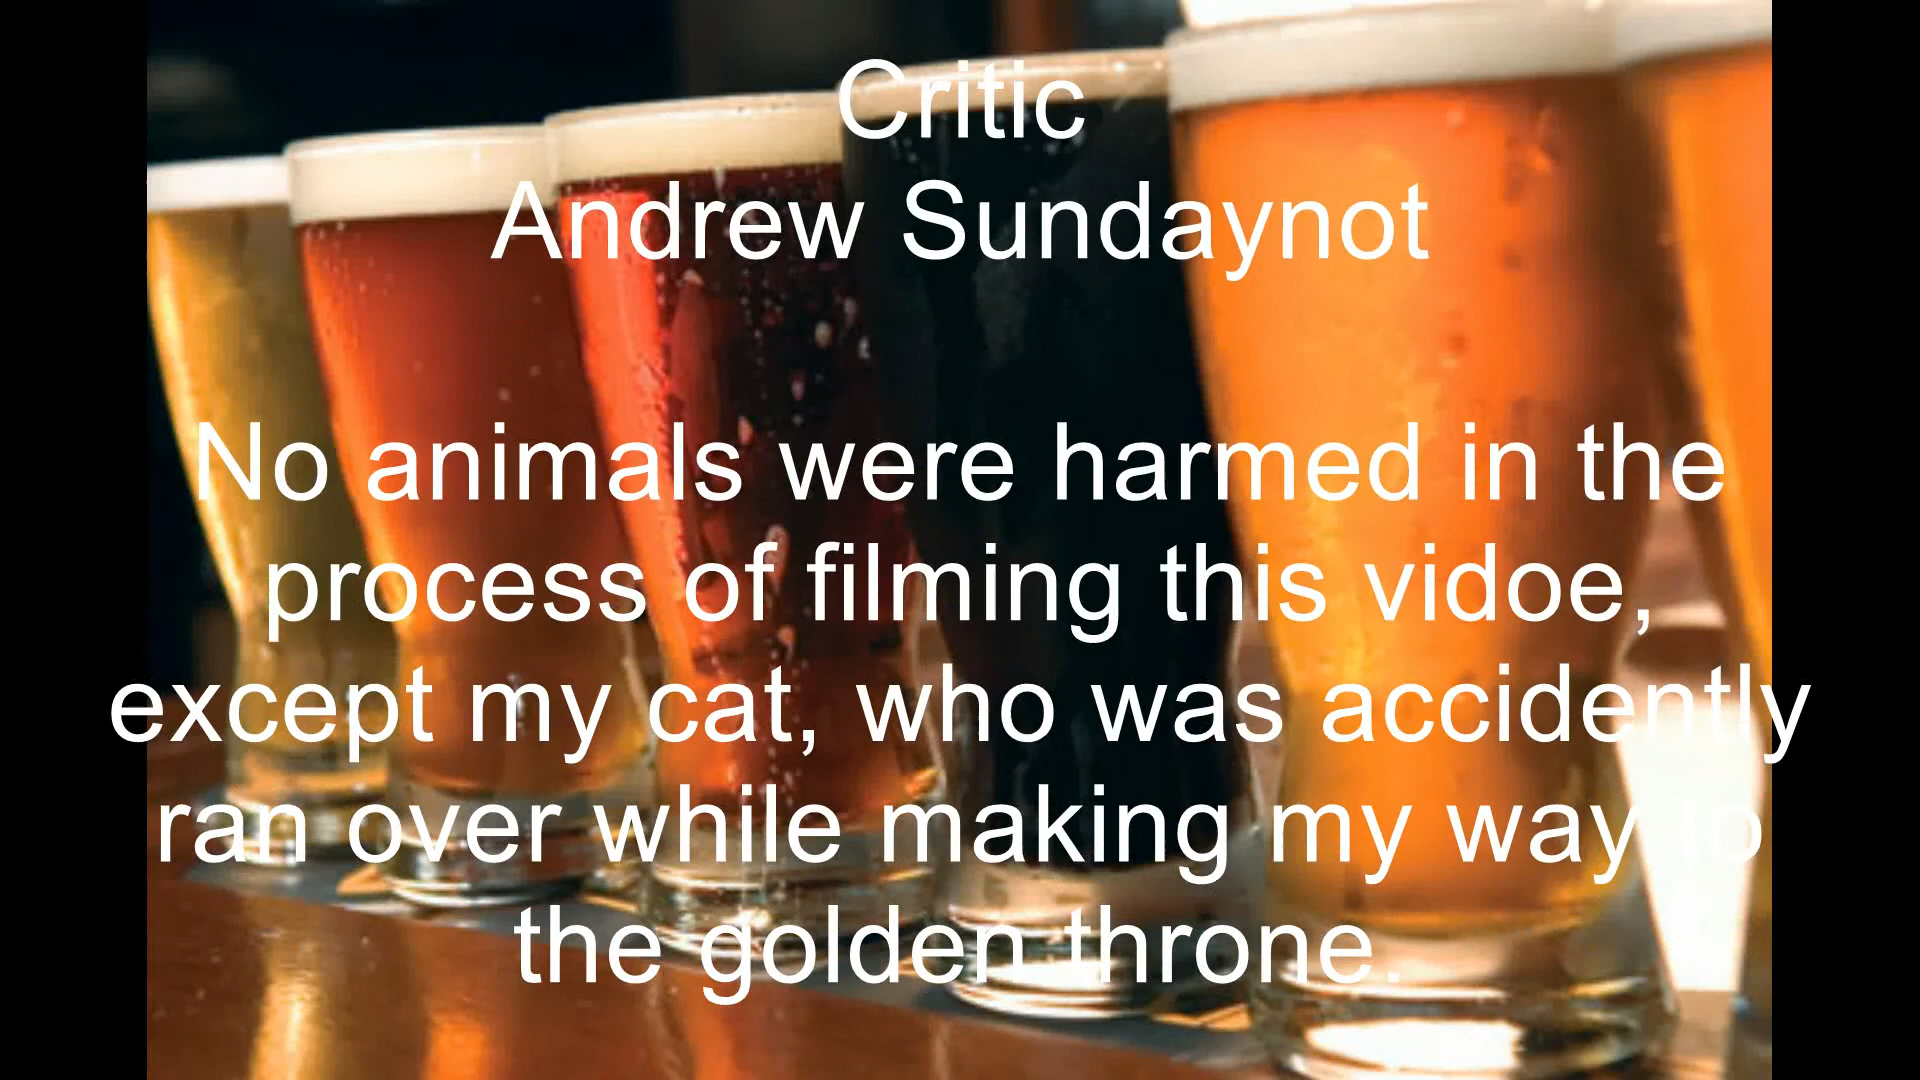 Critic
Andrew Sundaynot
No animals were harmed in the
process of filming this vidoe,
except my cat, who was accidently
ran over while making my way to
the golden throne.